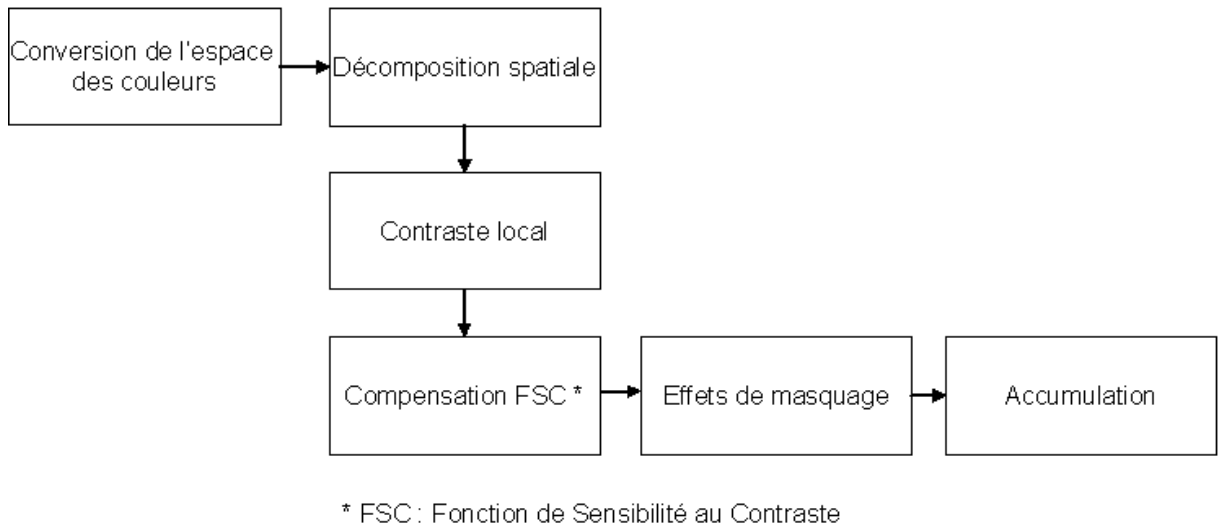 Conversion de l'espace
des couleurs
Décomposition spatiale
Contraste local
Compensation FSC *
Effets de masquage
Accumulation
* FSC : Fonction de Sensibilité au Contraste